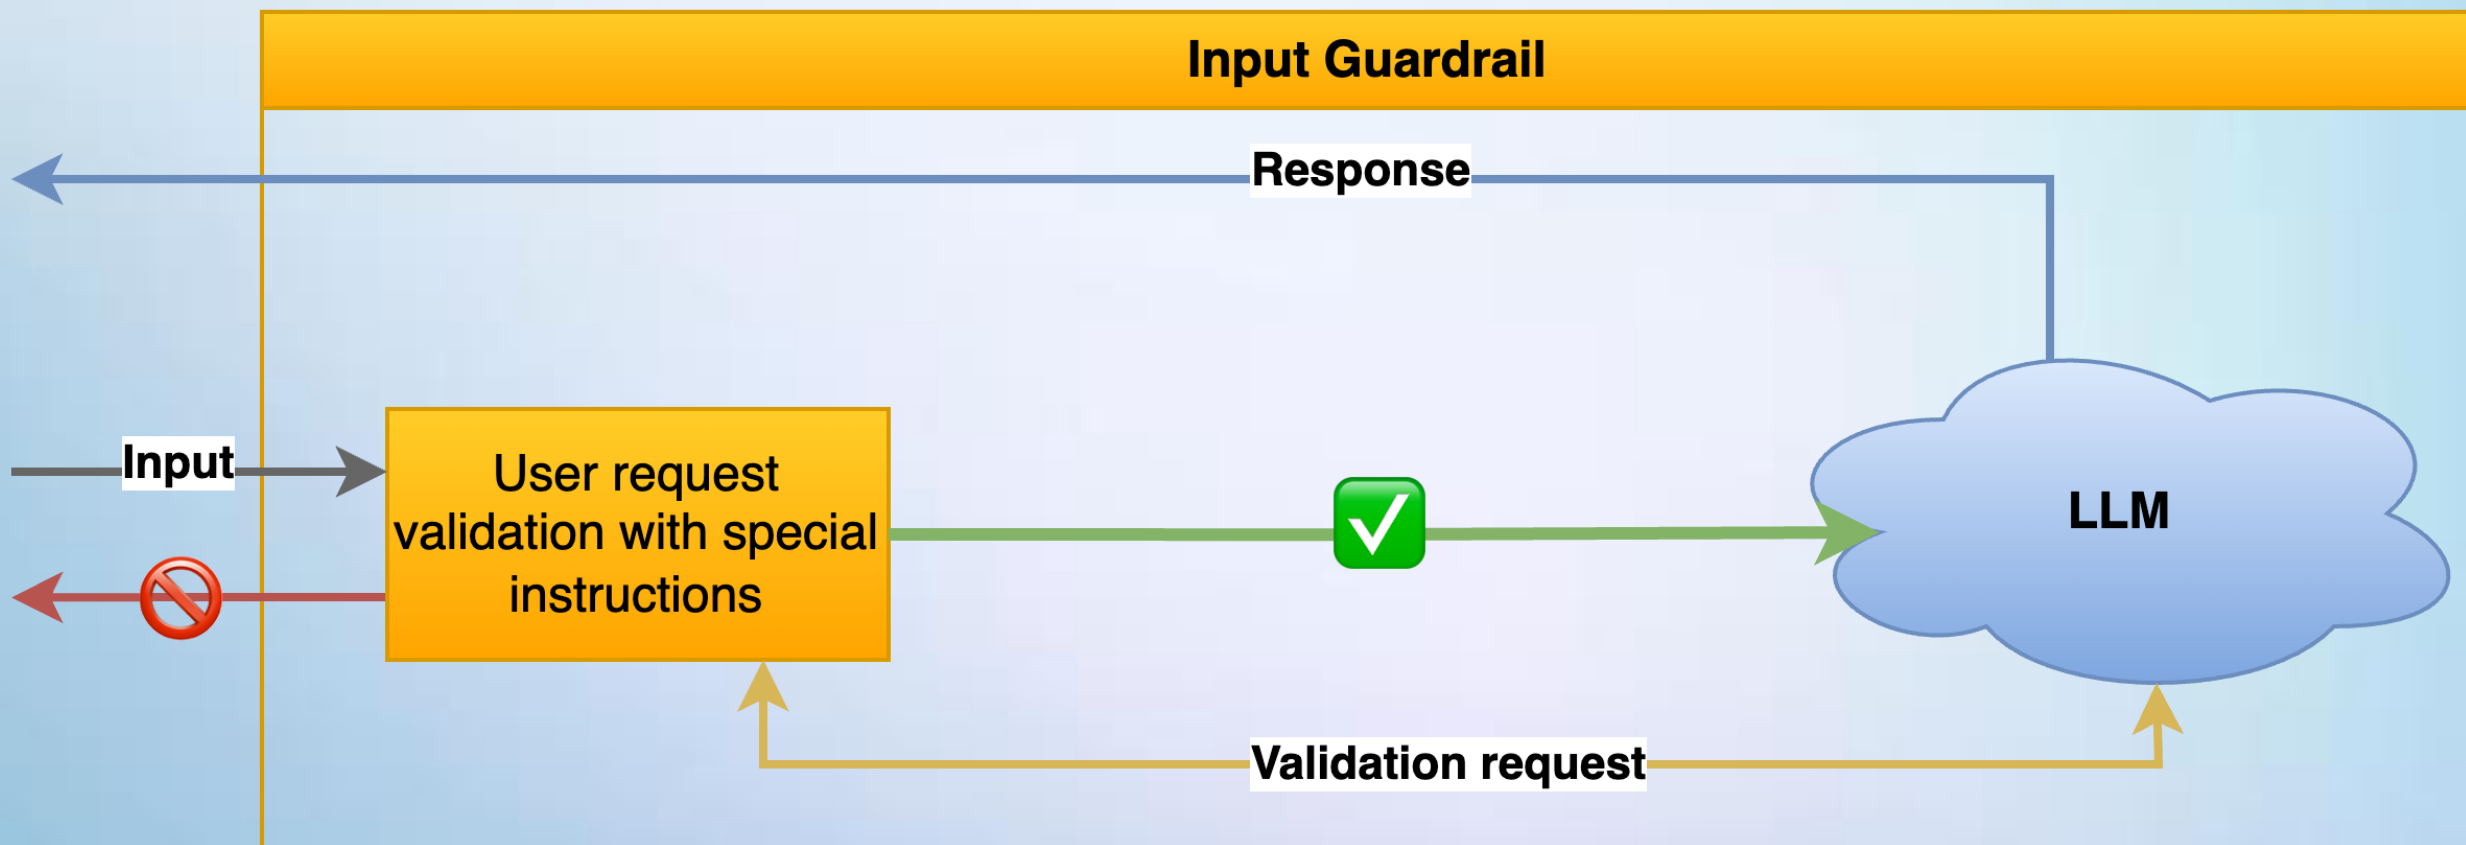 Input Guardrail
Response
Input
User request
validation with special
instructions
LLM
Validation request